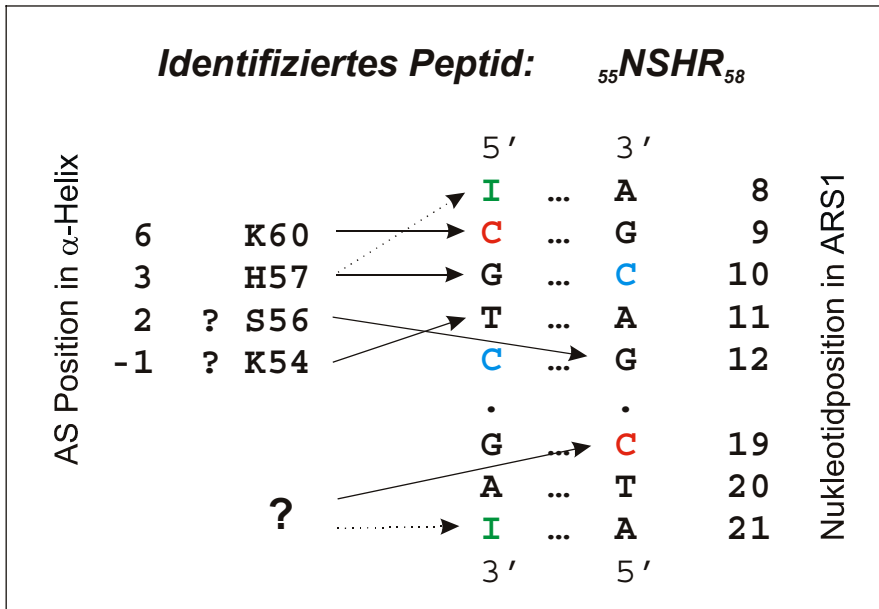 Identifiziertes Peptid: 55NSHR58
AS Position in α-Helix
Nukleotidposition in ARS1
5' 3'
I ... A 8
6 K60 C ... G 9
3 H57 G ... C 10
2 ? S56 T ... A 11
-1 ? K54 C ... G 12
. .
G ... C 19
A ... T 20
? I ... A 21
3' 5'